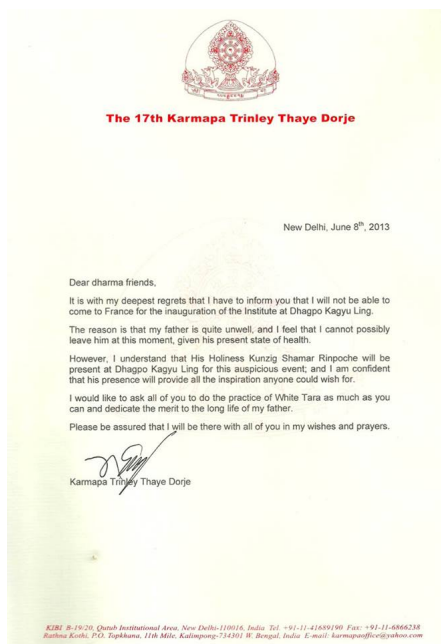 The 17th Karmapa Trinley Thaye Dorje
New Delhi, June 8th, 2013
Dear dharma friends,
It is with my deepest regrets that I have to inform you that I will not be able to
come to France for the inauguration of the Institute at Dhagpo Kagyu Ling.
The reason is that my father is quite unwell, and I feel that I cannot possibly
leave him at this moment, given his present state of health.
However, I understand that His Holiness Kunzig Shamar Rinpoche will be
present at Dhagpo Kagyu Ling for this auspicious event; and I am confident
that his presence will provide all the inspiration anyone could wish for.
I would like to ask all of you to do the practice of White Tara as much as you
can and dedicate the merit to the long life of my father.
Please be assured that I will be there with all of you in my wishes and prayers.
Karmapa Trinley Thaye Dorje
KIBI B-19/20, Qutub Institutional Area, New Delhi-110016, India Tel. +91-11-41689190 Fax: +91-11-6866238
Rathna Kothi, P.O. Topkhana, 11th Mile, Kalimpong-734301 W. Bengal, India E-mail: karmapaoffice@yahoo.com